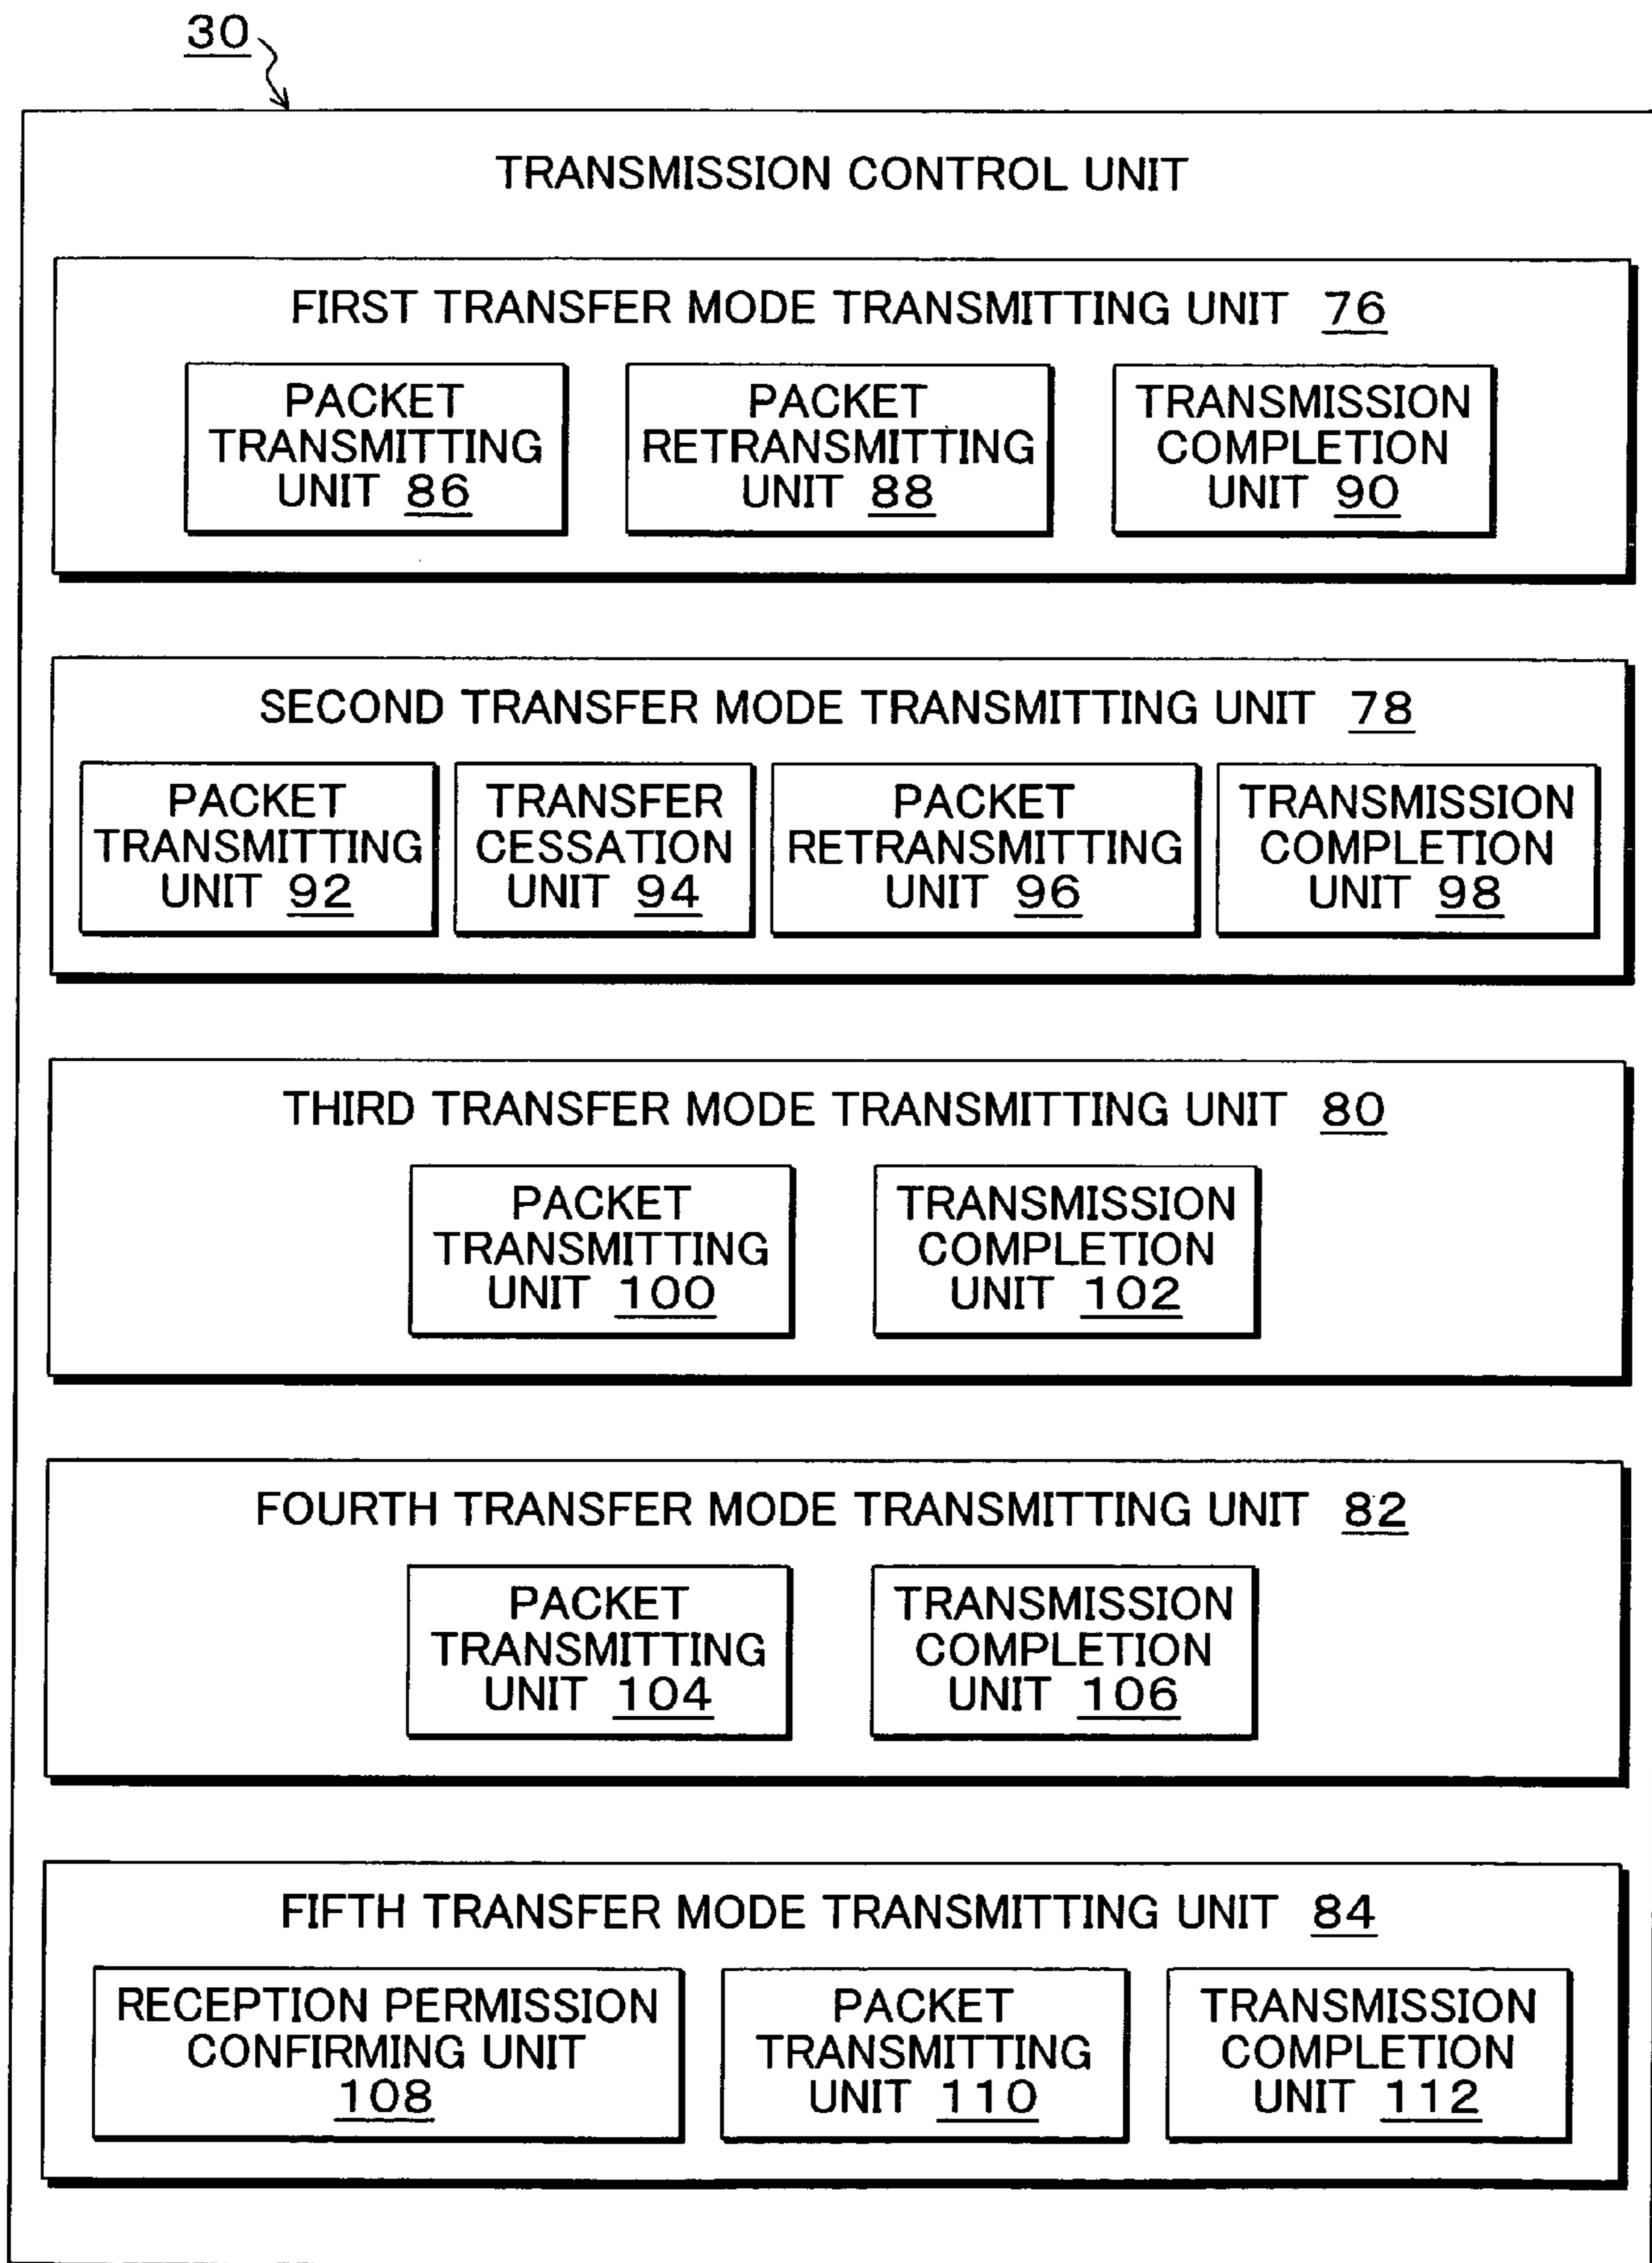 30
TRANSMISSION CONTROL UNIT
FIRST TRANSFER MODE TRANSMITTING UNIT 76
PACKET
TRANSMITTING
UNIT 86
PACKET
RETRANSMITTING
UNIT 88
TRANSMISSION
COMPLETION
UNIT 90
SECOND TRANSFER MODE TRANSMITTING UNIT 78
PACKET
TRANSMITTING
UNIT 92
TRANSFER
CESSATION
UNIT 94
PACKET
RETRANSMITTING
UNIT 96
TRANSMISSION
COMPLETION
UNIT 98
THIRD TRANSFER MODE TRANSMITTING UNIT 80
PACKET
TRANSMITTING
UNIT 100
TRANSMISSION
COMPLETION
UNIT 102
FOURTH TRANSFER MODE TRANSMITTING UNIT 82
PACKET
TRANSMITTING
UNIT 104
TRANSMISSION
COMPLETION
UNIT 106
FIFTH TRANSFER MODE TRANSMITTING UNIT 84
RECEPTION PERMISSION
CONFIRMING UNIT
108
PACKET
TRANSMITTING
UNIT 110
TRANSMISSION
COMPLETION
UNIT 112